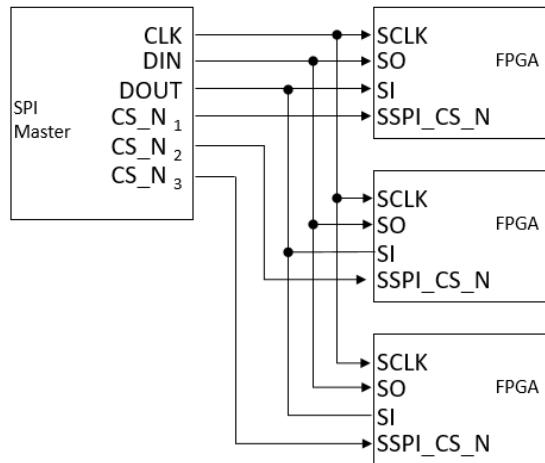 SPI
Master
CLK
DIN
DOUT
CS_N 1
CS_N 2
CS_N 3
SCLK
SO
SI
SSPI_CS_N
FPGA
SCLK
SO
SI
SSPI_CS_N
FPGA
SCLK
SO
SI
SSPI_CS_N
FPGA